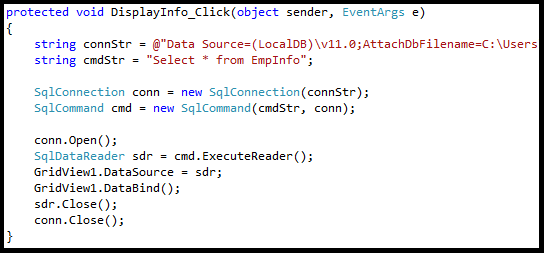 protected void DisplayInfo_Click(object sender, EventArgs e)
{
string connStr = @"Data Source=(LocalDB)\v11.0;AttachDbFilename=C:\Users
string cmdStr = "Select * from EmpInfo";
SqlConnection conn = new SqlConnection(connStr);
SqlCommand cmd = new SqlCommand(cmdStr, conn);
conn.Open();
SqlDataReader sdr = cmd.ExecuteReader();
GridView1.DataSource = sdr;
GridView1.DataBind();
sdr.Close();
conn.Close();
}